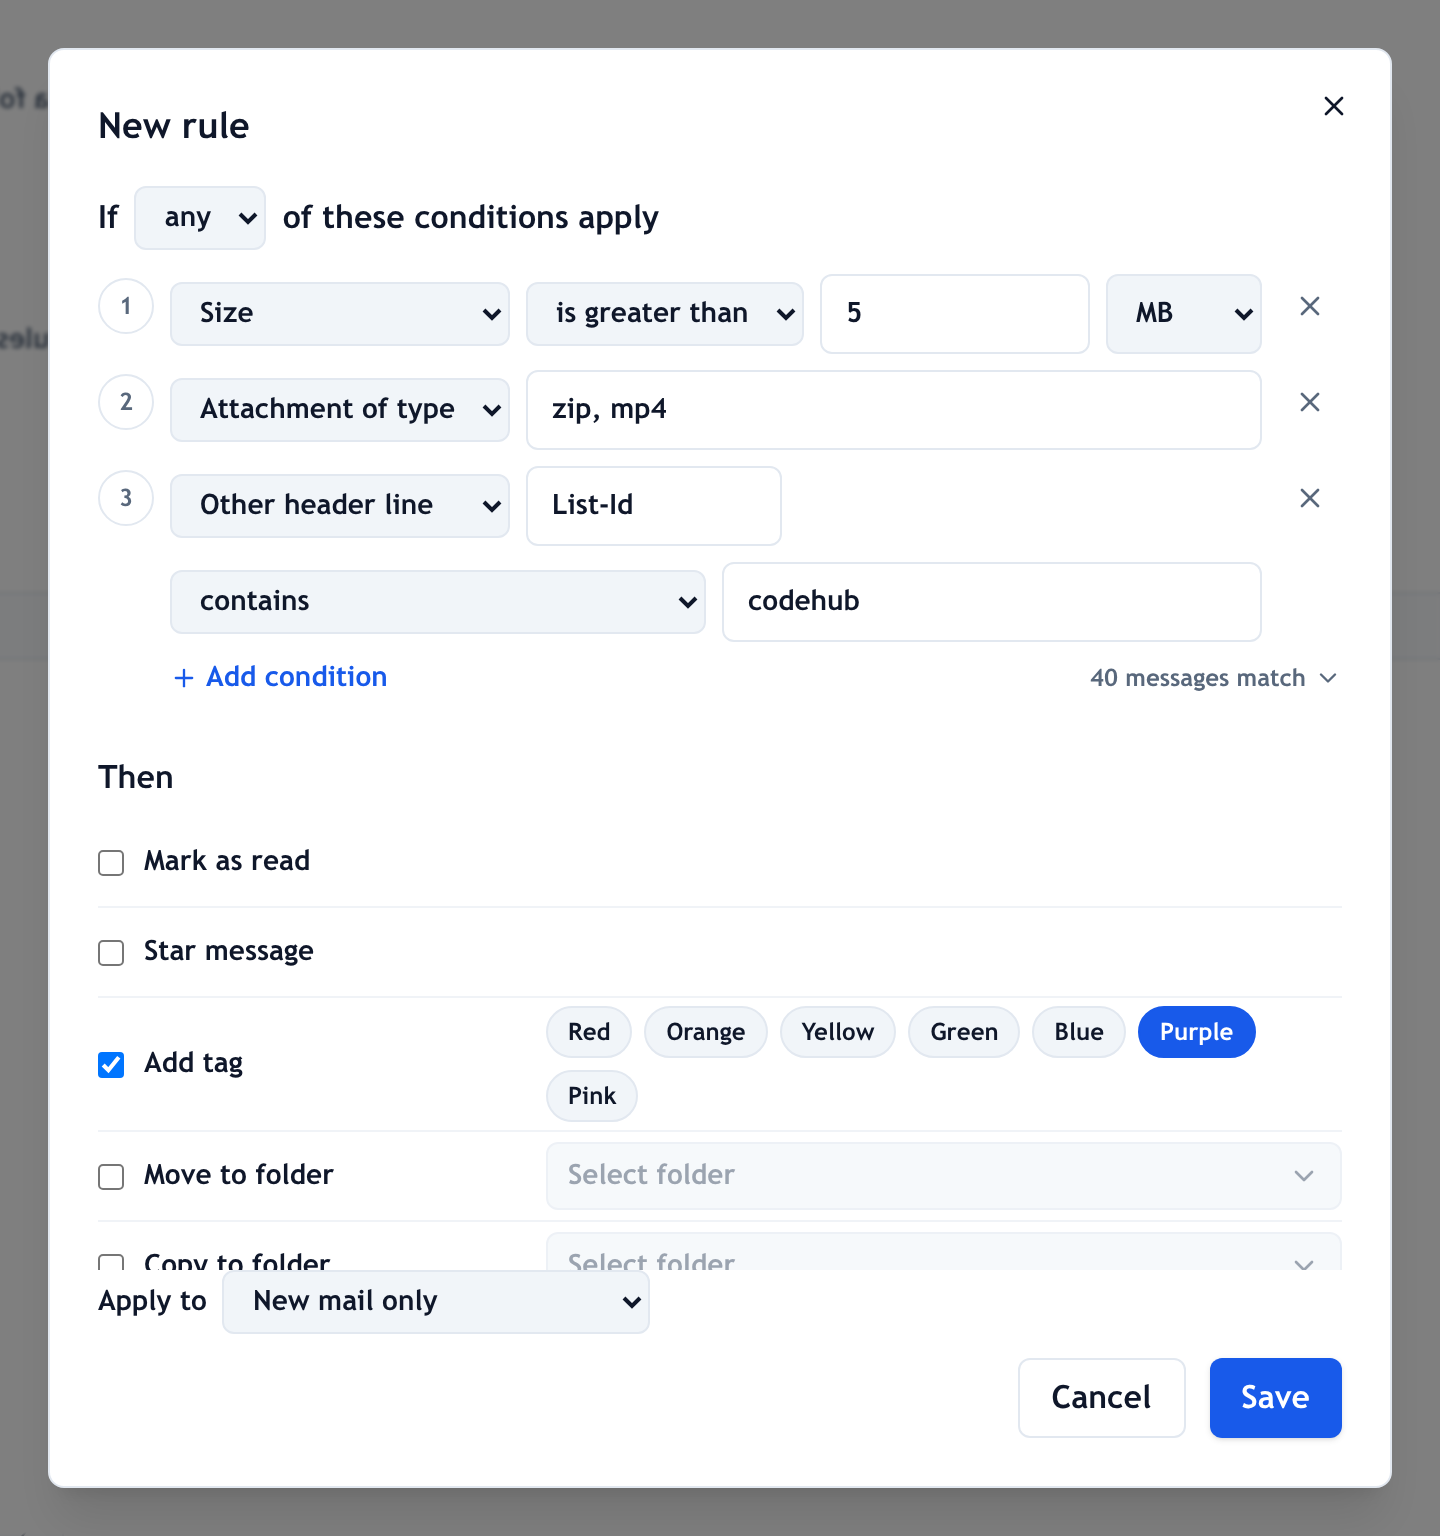 New rule
If any of these conditions apply
1 Size is greater than 5 MB
2 Attachment of type zip, mp4
3 Other header line List-Id
contains codehub
+ Add condition 40 messages match
Then
Mark as read
Star message
Red Orange Yellow Green Blue Purple
Add tag
Pink
Move to folder Select folder
Copy to folder Select folder
Apply to New mail only
Cancel Save